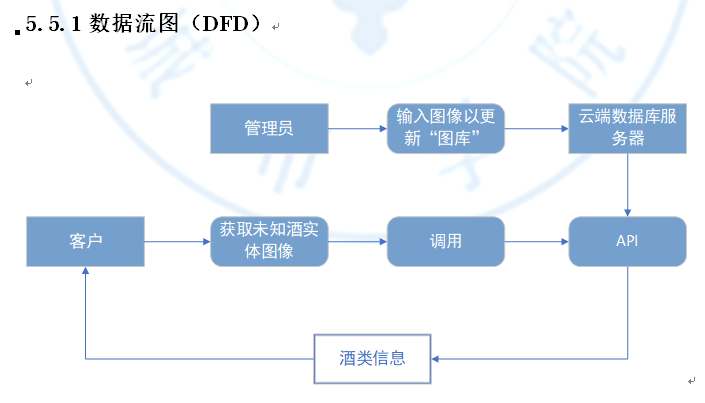 5.5.1 数据流图（DFD）
管理员
输入图像以更
新“图库”
云端数据库服
务器
客户
获取未知酒实
体图像
调用
API
酒类信息